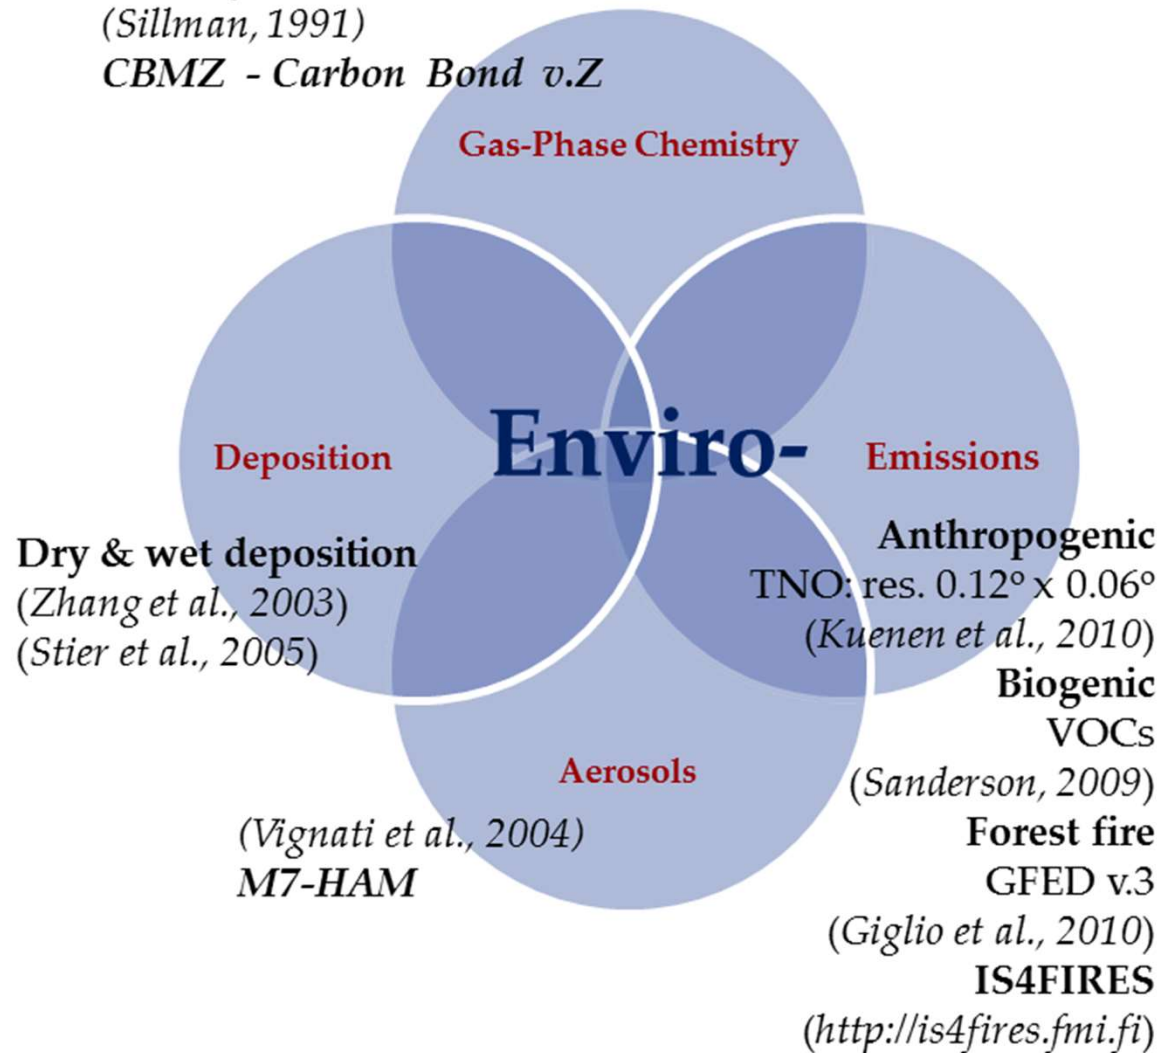 (Sillman, 1991)
CBMZ - Carbon Bond v.Z
Gas-Phase Chemistry
Deposition
Enviro-
Emissions
Dry & wet deposition
(Zhang et al., 2003)
(Stier et al., 2005)
Anthropogenic
TNO: res. 0.12º x 0.06º
(Kuenen et al., 2010)
Biogenic
VOCs
(Sanderson, 2009)
Forest fire
GFED v.3
(Giglio et al., 2010)
IS4FIRES
(http://is4fires.fmi.fi)
Aerosols
(Vignati et al., 2004)
M7-HAM